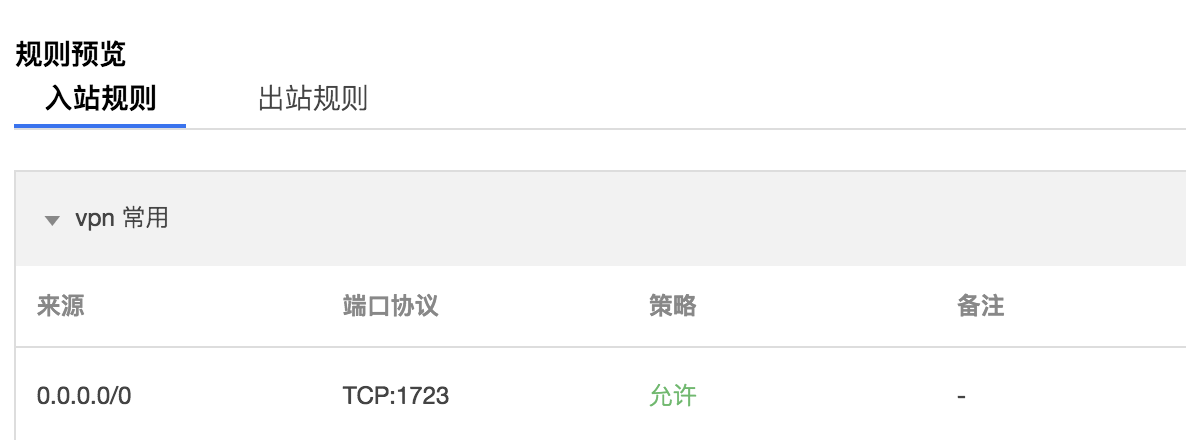 规则预览
入站规则 出站规则
vpn 常用
来源 端口协议 策略 备注
0.0.0.0/0 TCP:1723 允许 -